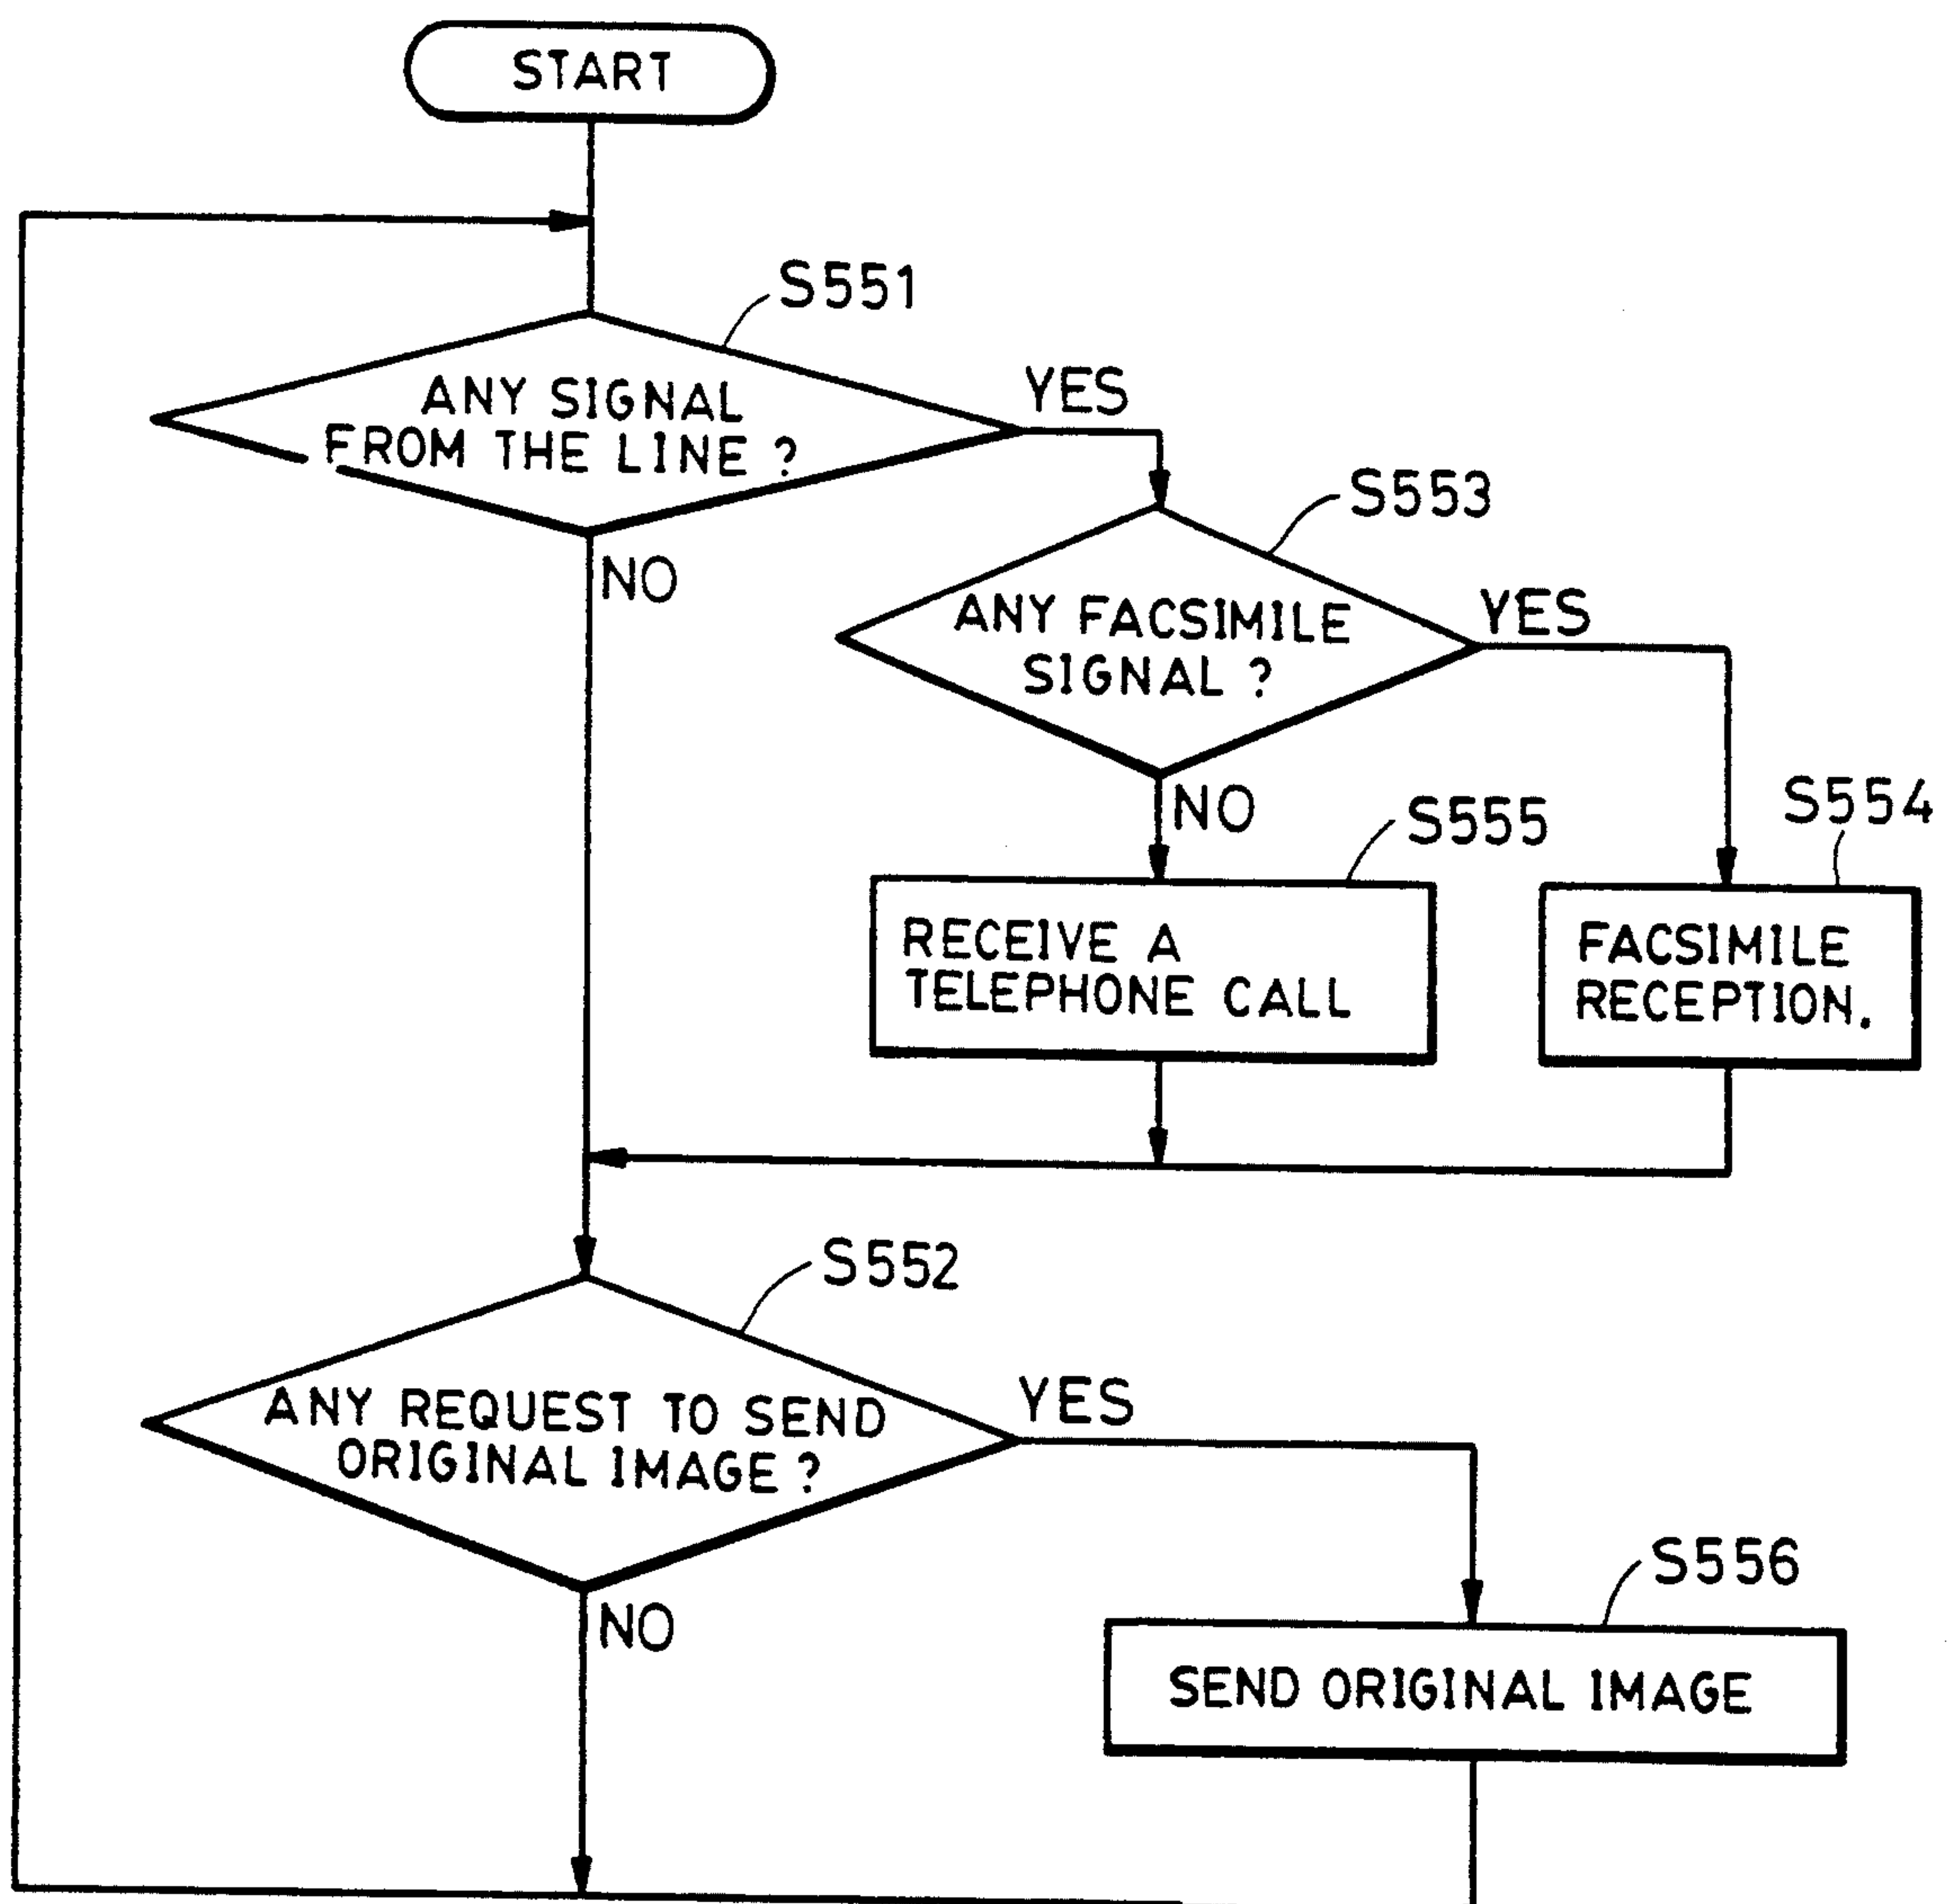 START
S551
ANY SIGNAL
FROM THE LINE ?
YES
NO
S553
ANY FACSIMILE
SIGNAL ?
YES
NO
S555
S554
RECEIVE A
TELEPHONE CALL
FACSIMILE
RECEPTION.
S552
ANY REQUEST TO SEND
ORIGINAL IMAGE ?
YES
NO
S556
SEND ORIGINAL IMAGE